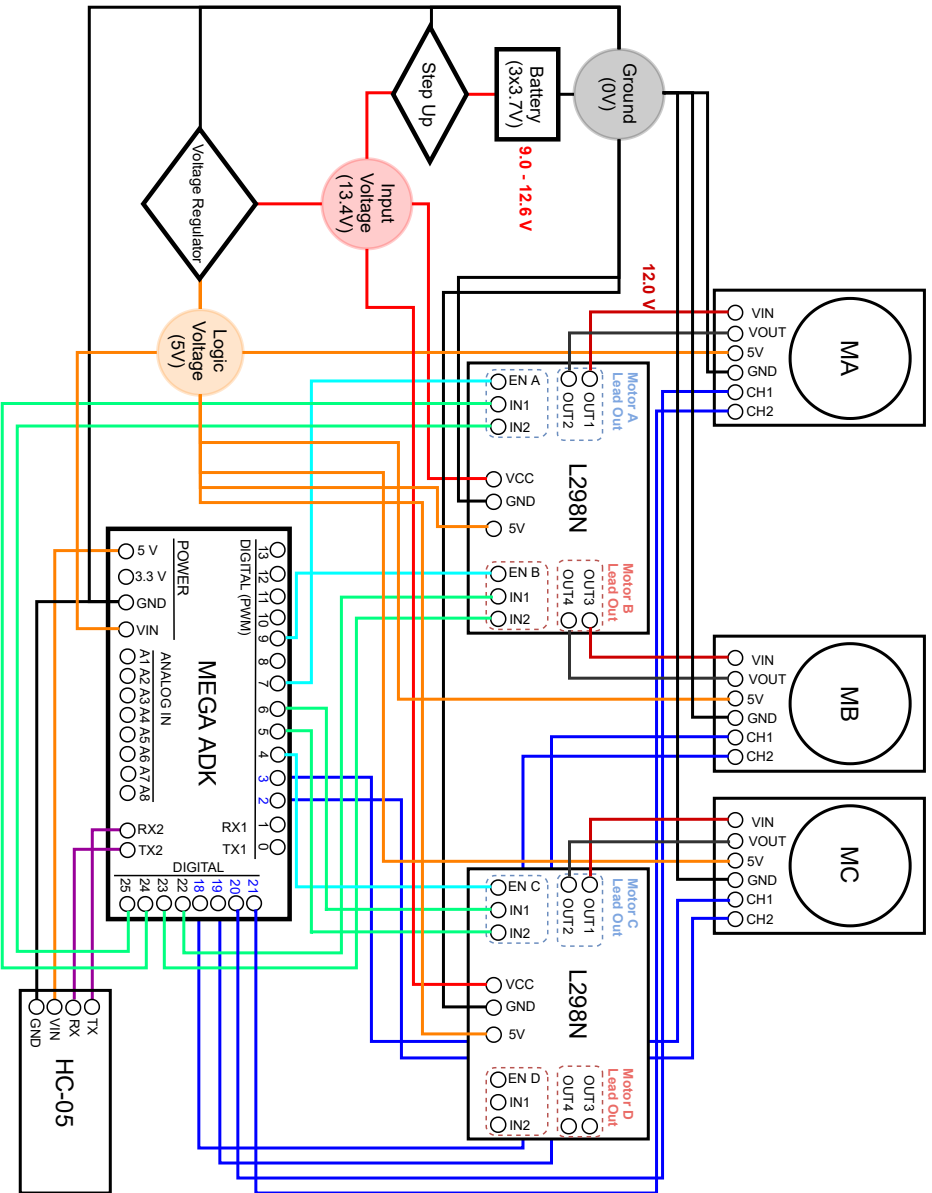 Ground
(0V)
Battery
(3x3.7V)
Step Up
9.0 - 12.6 V
Input
Voltage
(13.4V)
Voltage Regulator
Logic
Voltage
(5V)
12.0 V
MA
VIN
VOUT
5V
GND
CH1
CH2
MB
VIN
VOUT
5V
GND
CH1
CH2
MC
VIN
VOUT
5V
GND
CH1
CH2
L298N
Motor A
Lead Out
OUT1
OUT2
EN A
IN1
IN2
VCC
GND
5V
Motor B
Lead Out
OUT3
OUT4
EN B
IN1
IN2
L298N
Motor C
Lead Out
OUT1
OUT2
EN C
IN1
IN2
VCC
GND
5V
Motor D
Lead Out
OUT3
OUT4
EN D
IN1
IN2
MEGA ADK
DIGITAL (PWM)
13
12
11
10
9
8
7
6
5
4
3
2
1
0
RX1
TX1
POWER
5 V
3.3 V
GND
VIN
ANALOG IN
A1 A2 A3 A4 A5 A6 A7 A8
RX2
TX2
DIGITAL
25 24 23 22 18 19 20 21
HC-05
TX
RX
VIN
GND